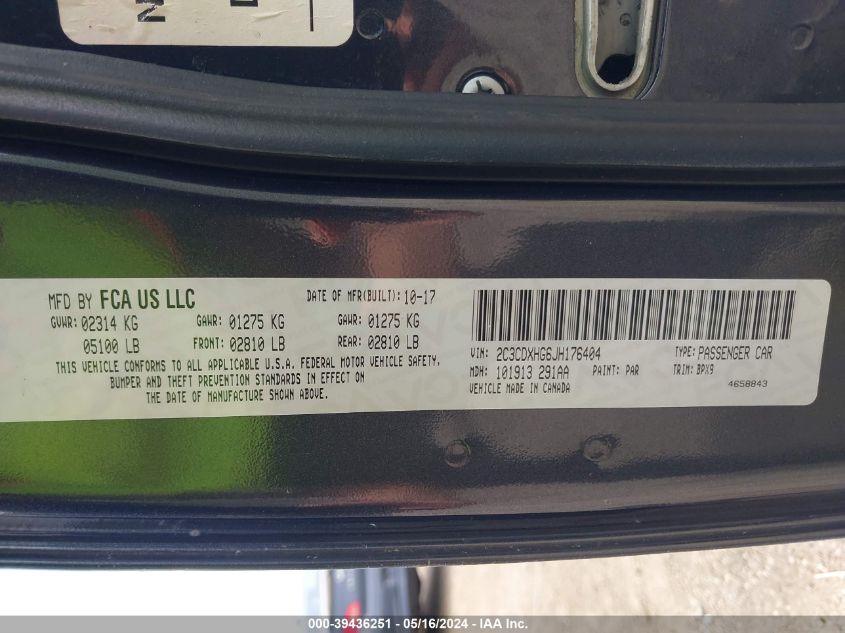 MFD BY FCA US LLC DATE OF MFR(BUILT): 10-17
GVWR: 02314 KG GAWR: 01275 KG GAWR: 01275 KG
05100 LB FRONT: 02810 LB REAR: 02810 LB
THIS VEHICLE CONFORMS TO ALL APPLICABLE U.S.A. FEDERAL MOTOR VEHICLE SAFETY,
BUMPER AND THEFT PREVENTION STANDARDS IN EFFECT ON
THE DATE OF MANUFACTURE SHOWN ABOVE.
VIN: 2C3CDXHG6JH176404 TYPE: PASSENGER CAR
MDH: 101913 291AA PAINT: PAR TRIM: BPX9
VEHICLE MADE IN CANADA 4658843
000-39436251 - 05/16/2024 - IAA Inc.